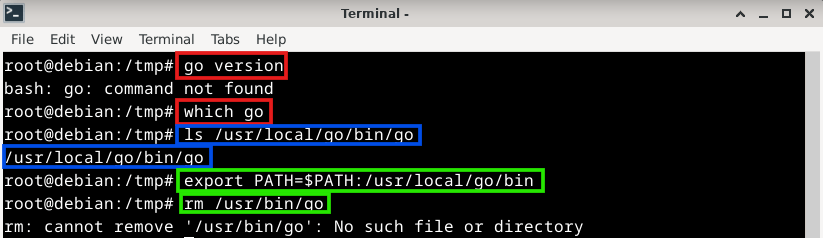 Terminal -
File Edit View Terminal Tabs Help
root@debian:/tmp# go version
bash: go: command not found
root@debian:/tmp# which go
root@debian:/tmp# ls /usr/local/go/bin/go
/usr/local/go/bin/go
root@debian:/tmp# export PATH=$PATH:/usr/local/go/bin
root@debian:/tmp# rm /usr/bin/go
rm: cannot remove '/usr/bin/go': No such file or directory